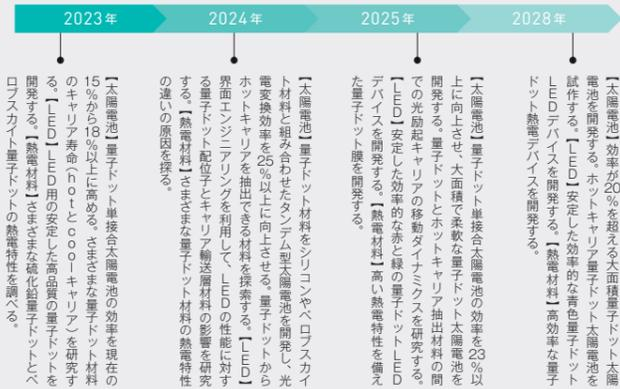 2023年
2024年
2025年
2028年
【太陽電池】量子ドット単接合太陽電池の効率を現在の
15％から18％以上に高める。さまざまな量子ドット材料
のキャリア寿命（hotとcoolキャリア）を研究す
る。【LED】LED用の安定した高品質の量子ドットを
開発する。【熱電材料】さまざまな硫化鉛量子ドットとペ
ロブスカイト量子ドットの熱電特性を調べる。
【太陽電池】量子ドット材料をシリコンやペロブスカイ
ト材料と組み合わせたタンデム型太陽電池を開発し、光
電変換効率を25％以上に向上させる。量子ドットから
ホットキャリアを抽出できる材料を探索する。【LED】
界面エンジニアリングを利用して、LEDの性能に対す
る量子ドット配位子とキャリア輸送層材料の影響を研究
する。【熱電材料】さまざまな量子ドット材料の熱電特性
の違いの原因を探る。
【太陽電池】量子ドット単接合太陽電池の効率を23％以
上に向上させ、大面積で柔軟な量子ドット太陽電池を
開発する。量子ドットとホットキャリア抽出材料の間
での光励起キャリアの移動ダイナミクスを研究する。
【LED】安定した効率的な赤と緑の量子ドットLED
デバイスを開発する。【熱電材料】高い熱電特性を備え
た量子ドット膜を開発する。
【太陽電池】効率が20％を超える大面積量子ドット太陽
電池を開発する。ホットキャリア量子ドット太陽電池を
試作する。【LED】安定した効率的な青色量子ドット
LEDデバイスを開発する。【熱電材料】高効率な量子
ドット熱電デバイスを開発する。